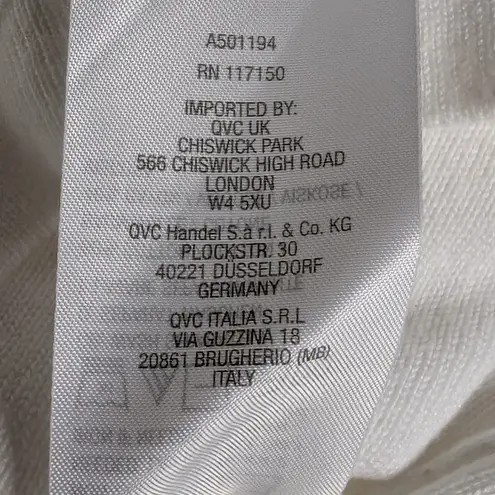 A501194
RN 117150
IMPORTED BY:
QVC UK
CHISWICK PARK
566 CHISWICK HIGH ROAD
LONDON
W4 5XU
QVC Handel S.à r.l. & Co. KG
PLOCKSTR. 30
40221 DÜSSELDORF
GERMANY
QVC ITALIA S.R.L
VIA GUZZINA 18
20861 BRUGHERIO (MB)
ITALY